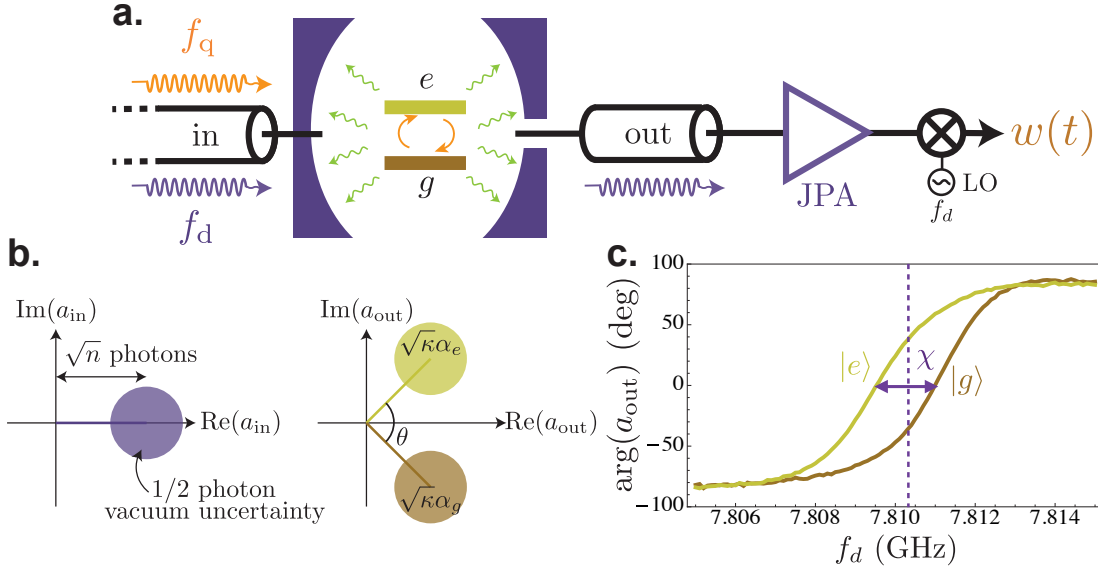 a.
f_q
in
f_d
e
g
out
JPA
LO
f_d
w(t)
b.
Im(a_in)
√n photons
Re(a_in)
1/2 photon
vacuum uncertainty
Im(a_out)
√κα_e
θ
Re(a_out)
√κα_g
c.
arg(a_out) (deg)
100
50
0
−50
−100
|e⟩
χ
|g⟩
7.806
7.808
7.810
7.812
7.814
f_d (GHz)